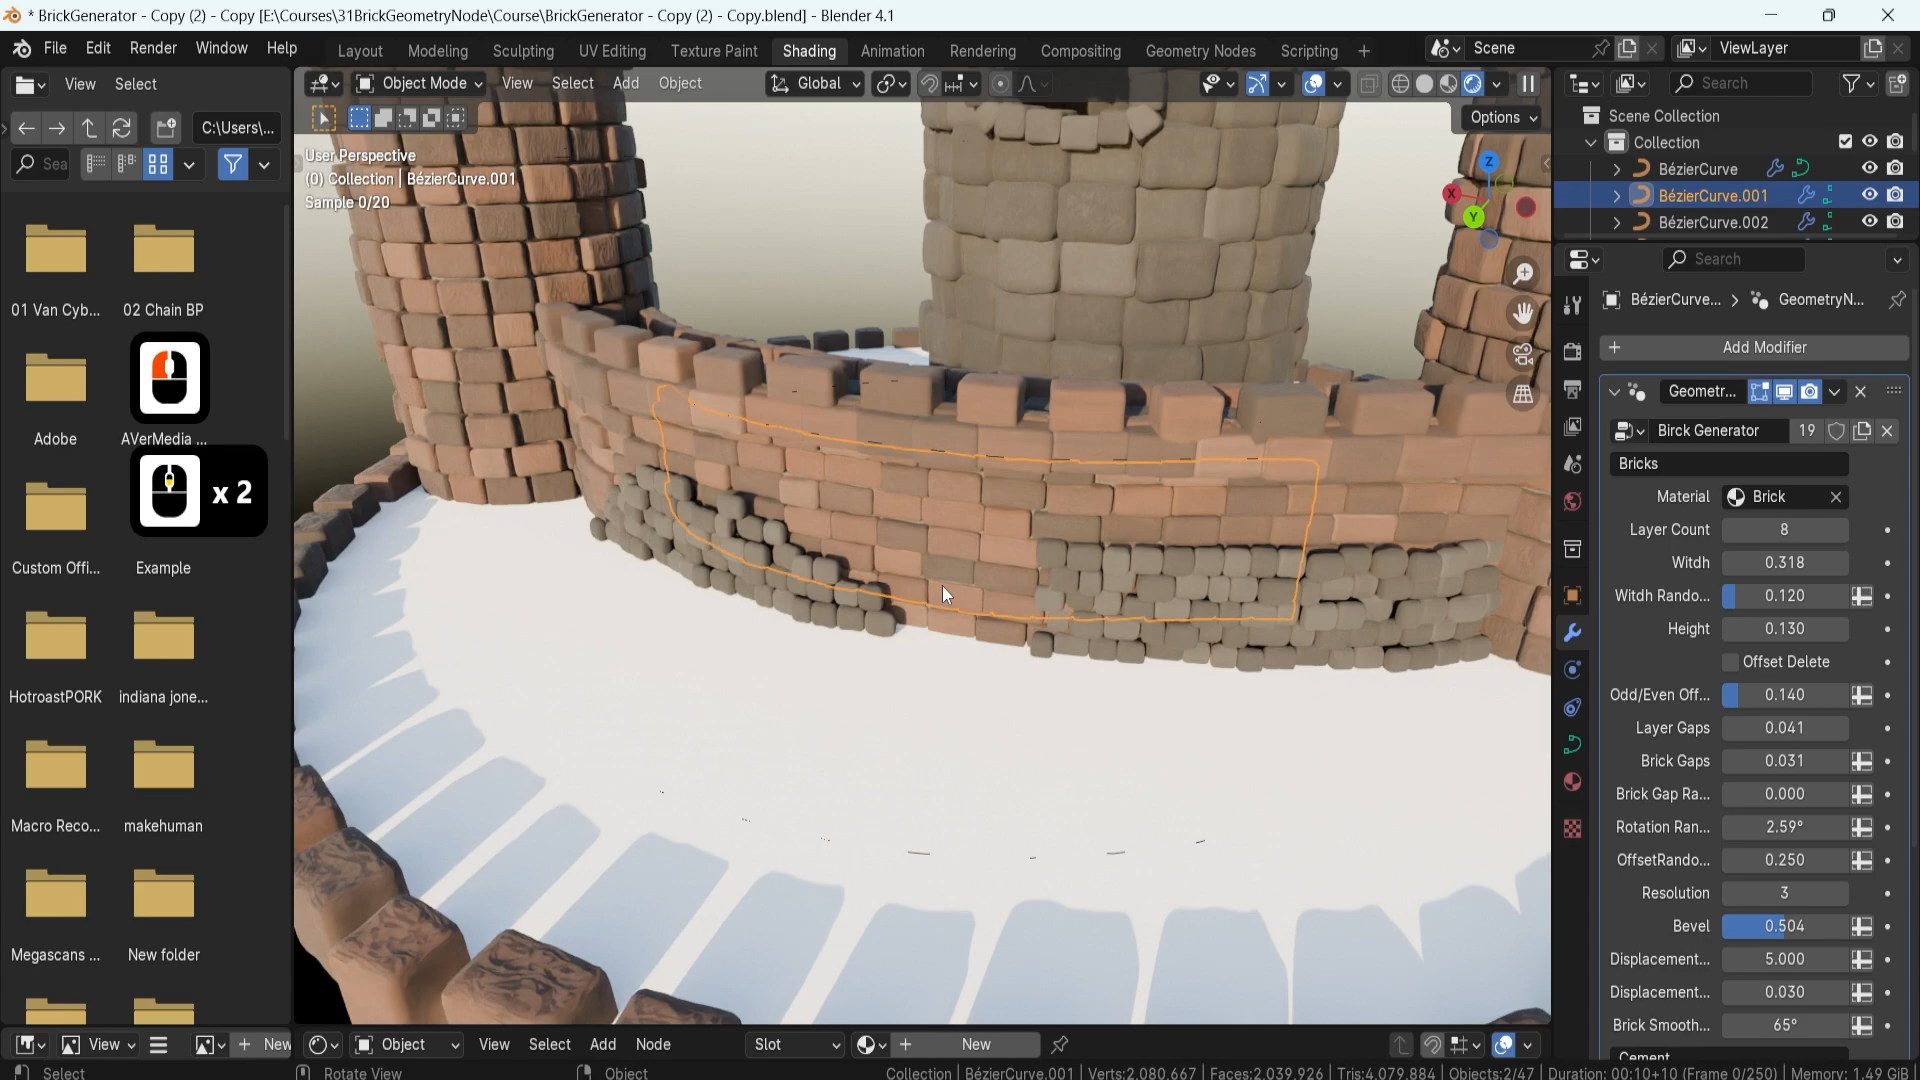 * BrickGenerator - Copy (2) - Copy [E:\Courses\31BrickGeometryNode\Course\BrickGenerator - Copy (2) - Copy.blend] - Blender 4.1
File Edit Render Window Help
Layout Modeling Sculpting UV Editing Texture Paint Shading Animation Rendering Compositing Geometry Nodes Scripting +
Scene
ViewLayer
View Select
Object Mode View Select Add Object
Global
Options
C:\Users\...
Sea
User Perspective
(0) Collection | BézierCurve.001
Sample 0/20
Z
X
Y
01 Van Cyb...
02 Chain BP
Adobe
AVerMedia ...
x 2
Custom Offi...
Example
HotroastPORK
indiana jone...
Macro Reco...
makehuman
Megascans ...
New folder
Search
Scene Collection
Collection
BézierCurve
BézierCurve.001
BézierCurve.002
Search
BézierCurve... > GeometryN...
+ Add Modifier
Geometr...
Birck Generator 19
Bricks
Material Brick
Layer Count 8
Witdh 0.318
Witdh Rando... 0.120
Height 0.130
Offset Delete
Odd/Even Off... 0.140
Layer Gaps 0.041
Brick Gaps 0.031
Brick Gap Ra... 0.000
Rotation Ran... 2.59°
OffsetRando... 0.250
Resolution 3
Bevel 0.504
Displacement... 5.000
Displacement... 0.030
Brick Smooth... 65°
Cement
View
+ New
Object View Select Add Node
Slot
+ New
Select
Rotate View
Object
Collection | BézierCurve.001 | Verts:2,080,667 | Faces:2,039,926 | Tris:4,079,884 | Objects:2/47 | Duration: 00:10+10 (Frame 0/250) | Memory: 1.49 GiB